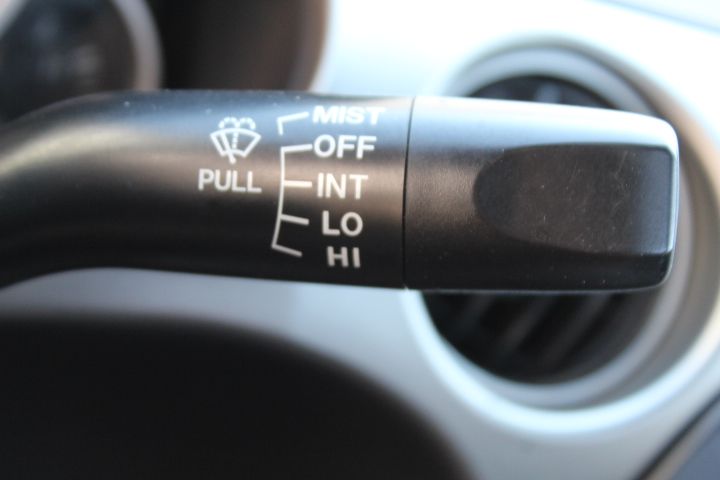 MIST
OFF
PULL INT
LO
HI